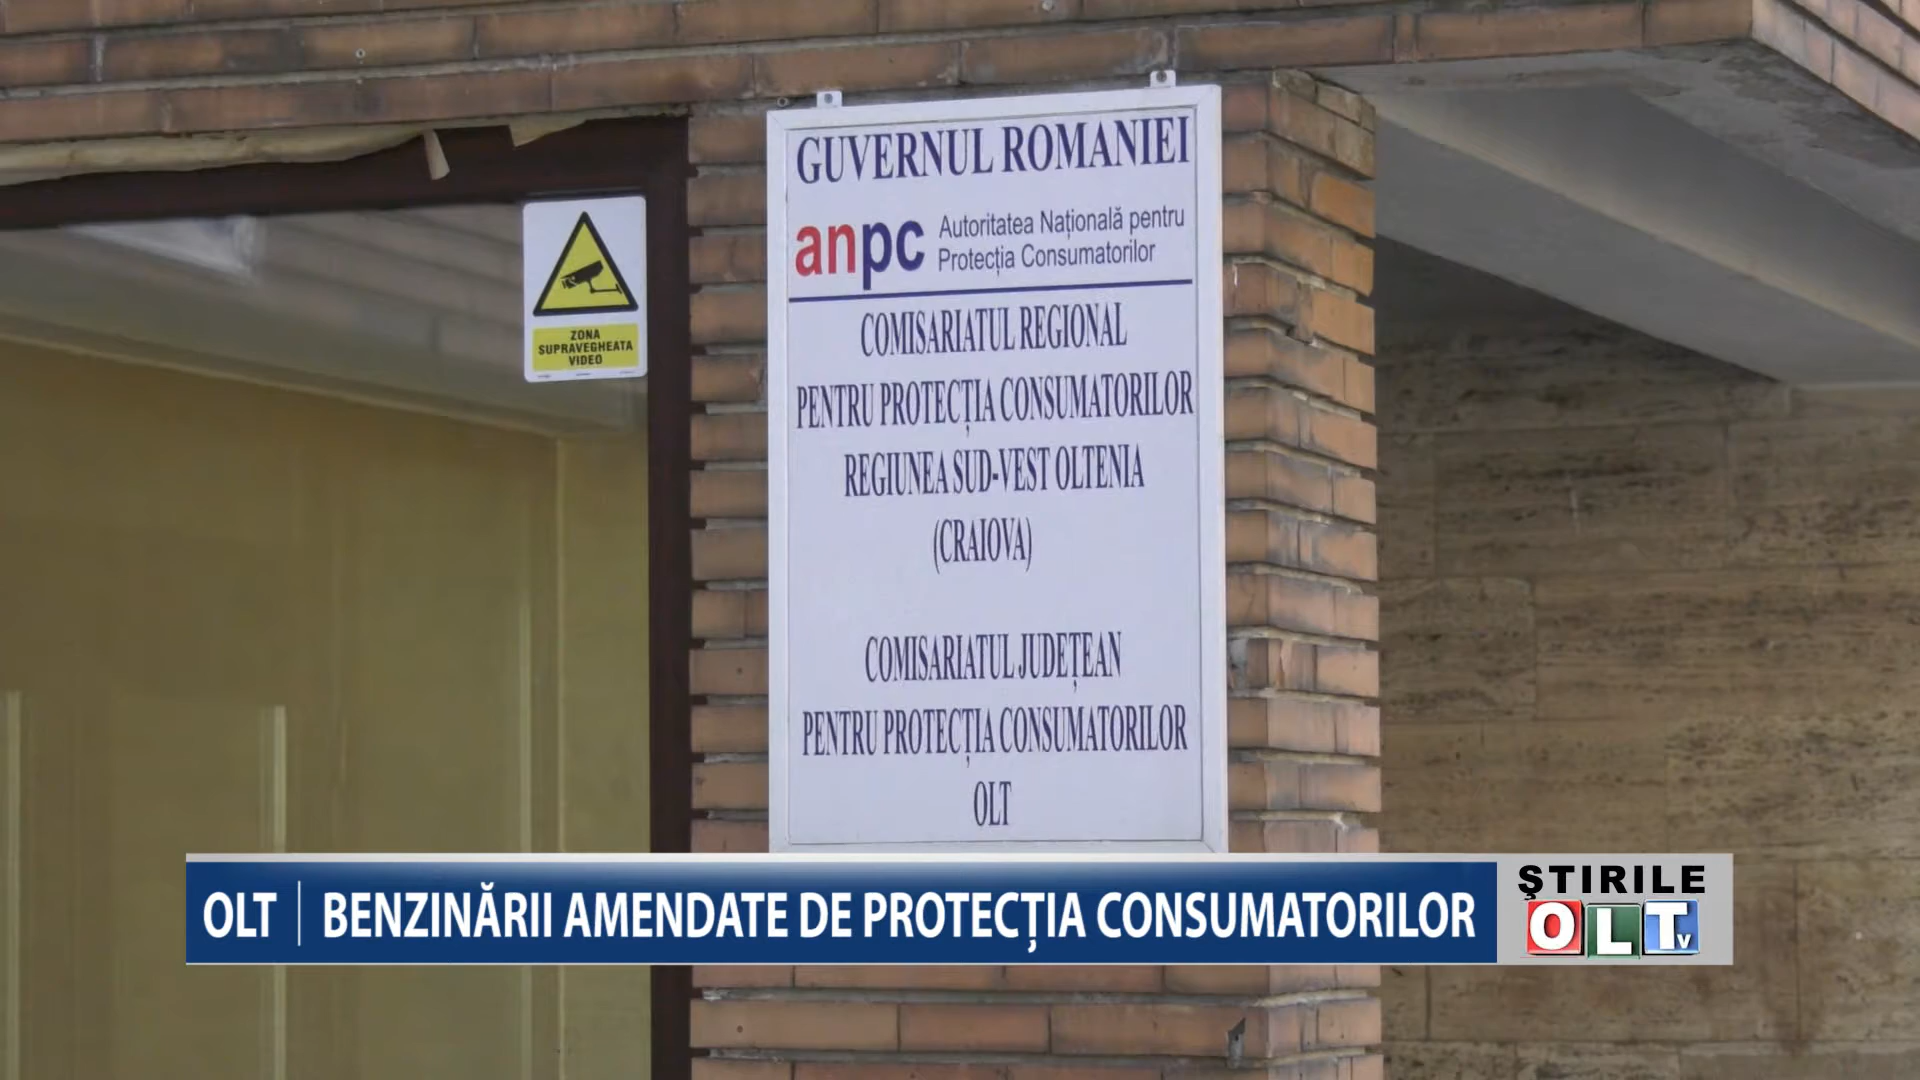 GUVERNUL ROMANIEI
anpc
Autoritatea Națională pentru
Protecția Consumatorilor
COMISARIATUL REGIONAL
PENTRU PROTECȚIA CONSUMATORILOR
REGIUNEA SUD-VEST OLTENIA
(CRAIOVA)
COMISARIATUL JUDEȚEAN
PENTRU PROTECȚIA CONSUMATORILOR
OLT
ZONA
SUPRAVEGHEATA
VIDEO
OLT | BENZINĂRII AMENDATE DE PROTECȚIA CONSUMATORILOR
ŞTIRILE
OLT TV